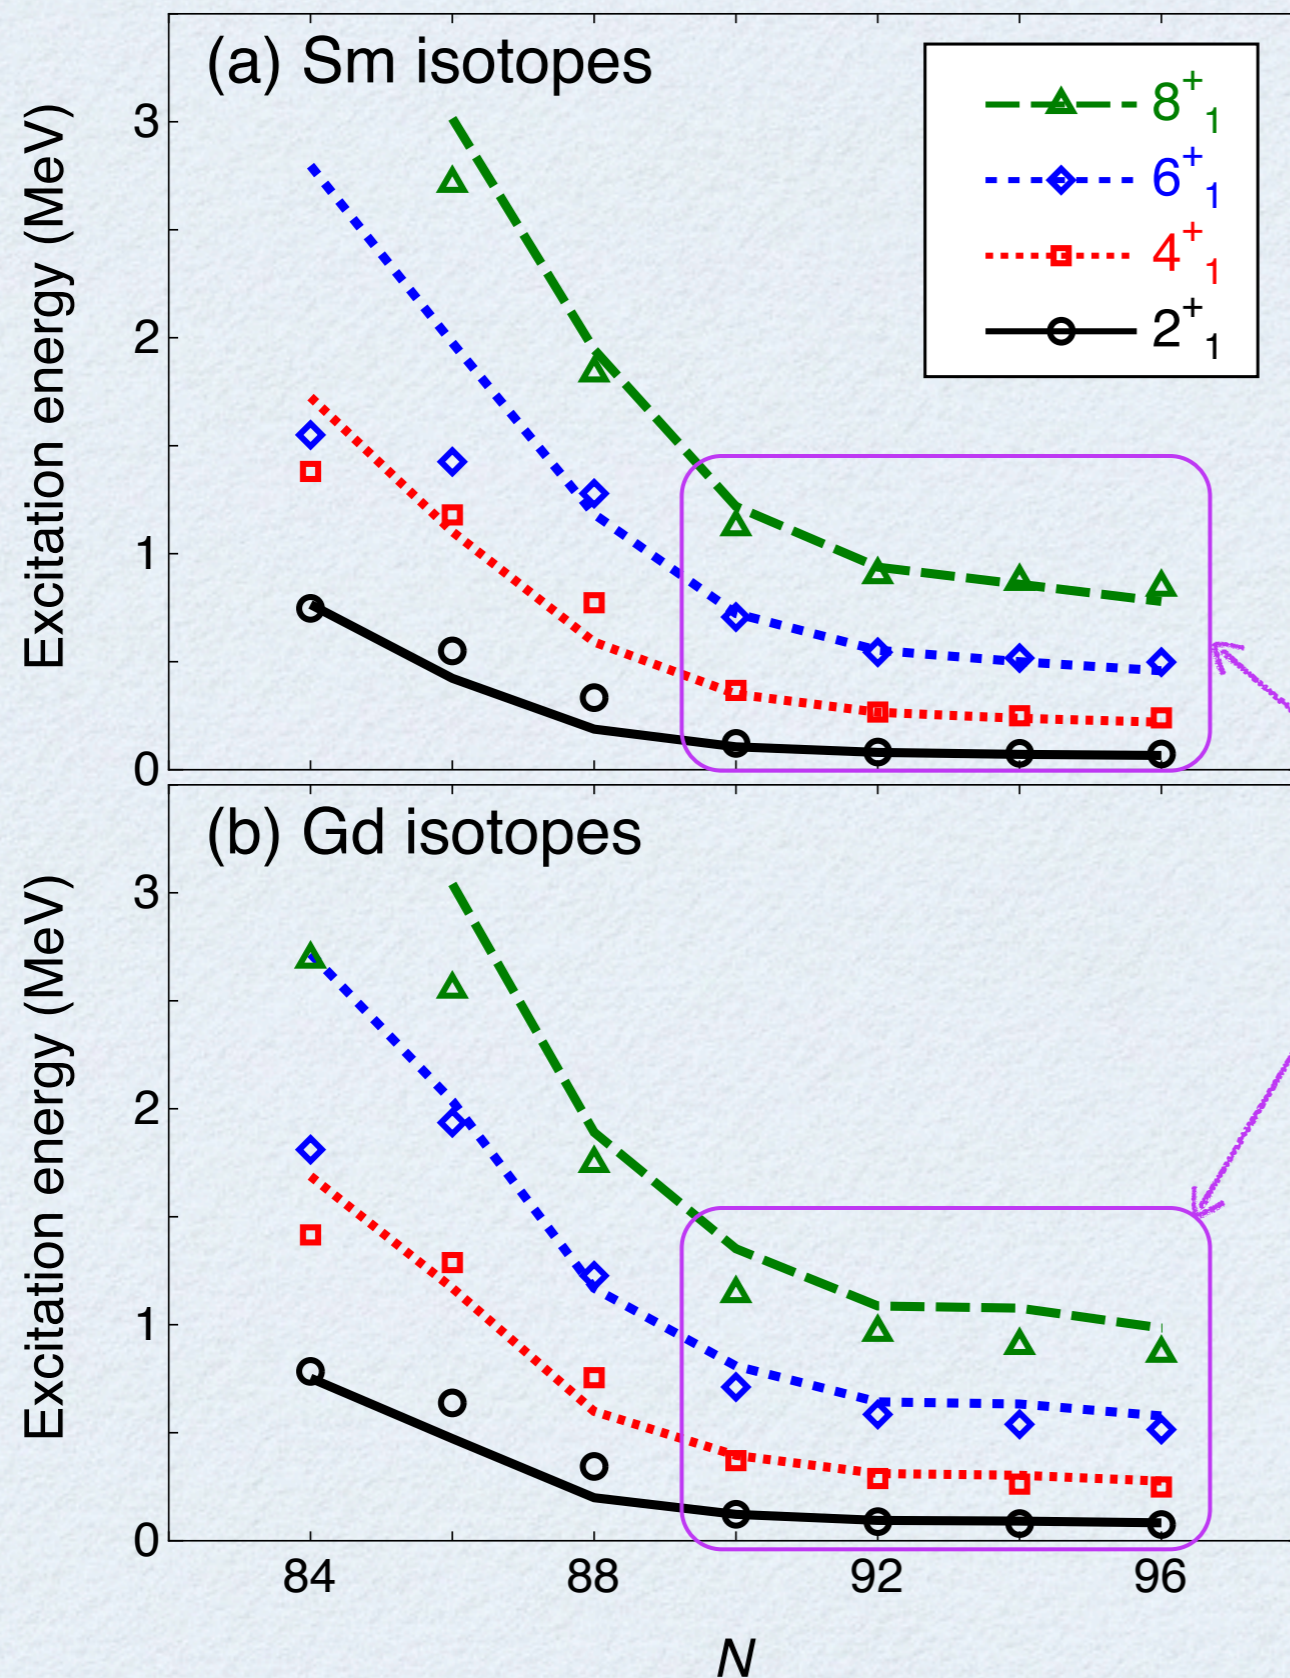 (a) Sm isotopes
8⁺₁
6⁺₁
4⁺₁
2⁺₁
Excitation energy (MeV)
3
2
1
0
(b) Gd isotopes
Excitation energy (MeV)
3
2
1
0
84 88 92 96
N